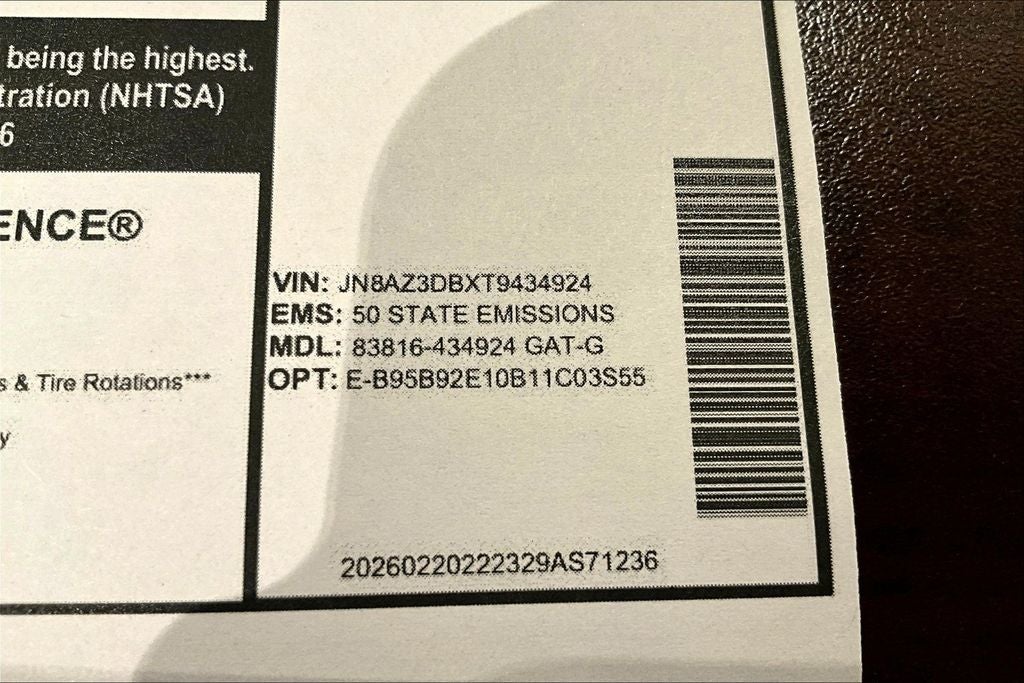 being the highest.
tration (NHTSA)
6
ENCE®
VIN: JN8AZ3DBXT9434924
EMS: 50 STATE EMISSIONS
MDL: 83816-434924 GAT-G
s & Tire Rotations***
OPT: E-B95B92E10B11C03S55
y
20260220222329AS71236